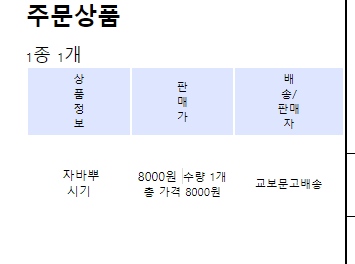 주문상품
1종 1개
상
품
정
보
판
매
가
배
송/
판매
자
자바뿌
시기
8000원 수량 1개
총 가격 8000원
교보문고배송